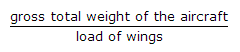 gross total weight of the aircraft
load of wings